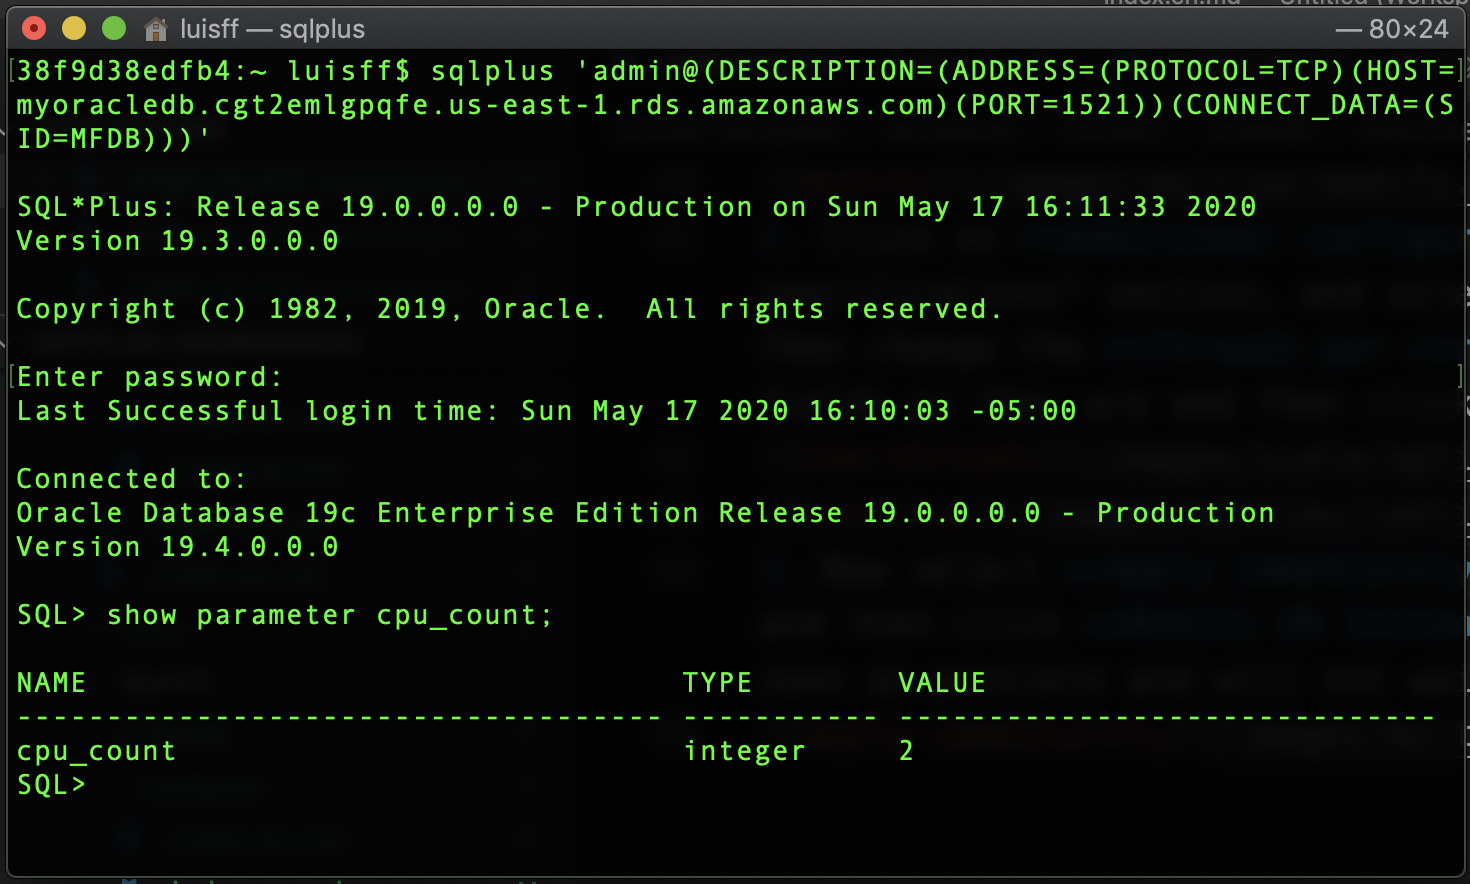 luisff — sqlplus — 80×24
[38f9d38edfb4:~ luisff$ sqlplus 'admin@(DESCRIPTION=(ADDRESS=(PROTOCOL=TCP)(HOST=]
myoracledb.cgt2emlgpqfe.us-east-1.rds.amazonaws.com)(PORT=1521))(CONNECT_DATA=(S
ID=MFDB)))'
SQL*Plus: Release 19.0.0.0.0 - Production on Sun May 17 16:11:33 2020
Version 19.3.0.0.0
Copyright (c) 1982, 2019, Oracle.  All rights reserved.
[Enter password: ]
Last Successful login time: Sun May 17 2020 16:10:03 -05:00
Connected to:
Oracle Database 19c Enterprise Edition Release 19.0.0.0.0 - Production
Version 19.4.0.0.0
SQL> show parameter cpu_count;
NAME TYPE VALUE
------------------------------------ ----------- ------------------------------
cpu_count integer 2
SQL>